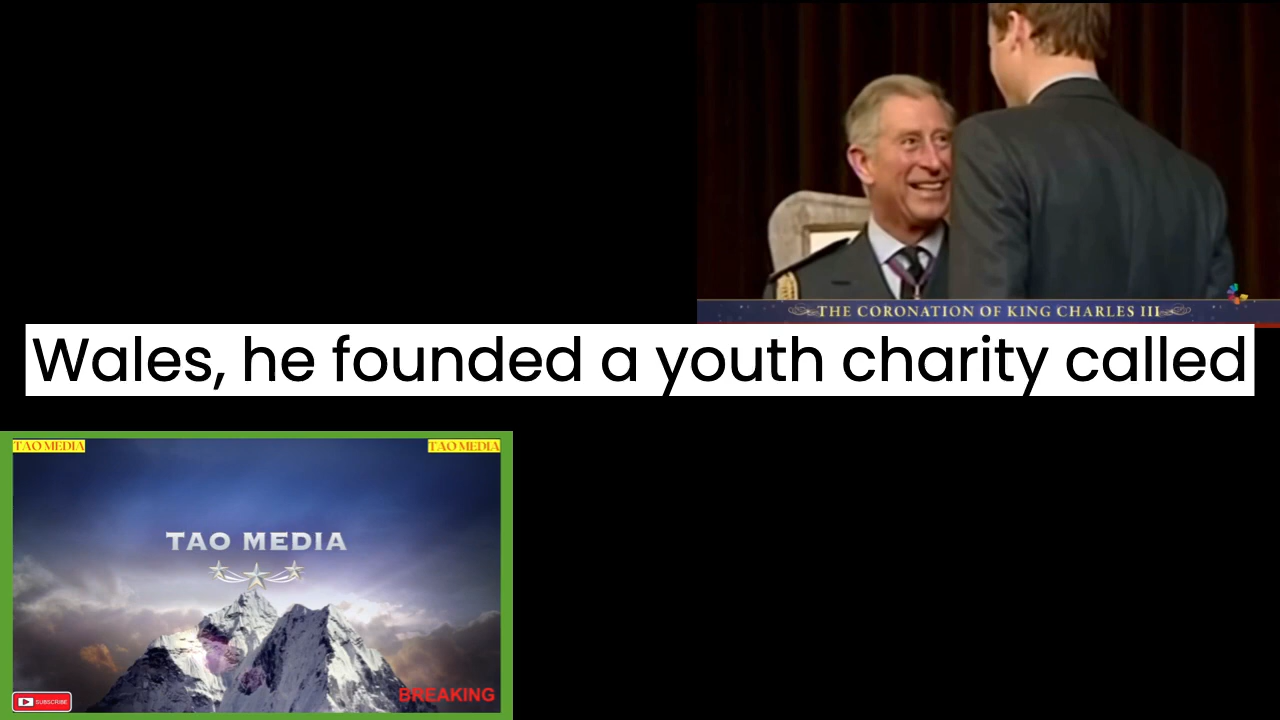 THE CORONATION OF KING CHARLES III
Wales, he founded a youth charity called
TAO MEDIA
TAO MEDIA
TAO MEDIA
SUBSCRIBE
BREAKING